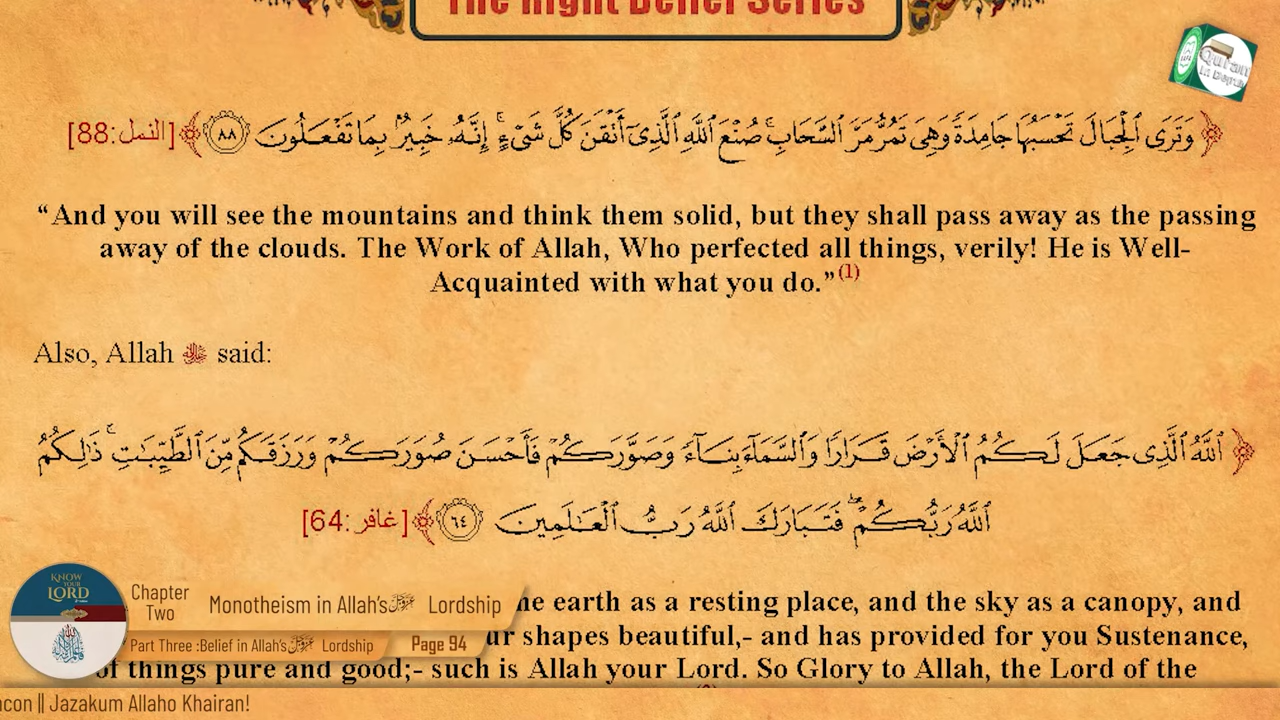 The Right Belief Series
﴿وَتَرَى ٱلْجِبَالَ تَحْسَبُهَا جَامِدَةً وَهِىَ تَمُرُّ مَرَّ ٱلسَّحَابِ ۚ صُنْعَ ٱللَّهِ ٱلَّذِىٓ أَتْقَنَ كُلَّ شَىْءٍ ۚ إِنَّهُۥ خَبِيرٌۢ بِمَا تَفْعَلُونَ ٨٨﴾ [النمل:88]
“And you will see the mountains and think them solid, but they shall pass away as the passing
away of the clouds. The Work of Allah, Who perfected all things, verily! He is Well-
Acquainted with what you do.”(1)
Also, Allah ﷻ said:
﴿ٱللَّهُ ٱلَّذِى جَعَلَ لَكُمُ ٱلْأَرْضَ قَرَارًا وَٱلسَّمَآءَ بِنَآءً وَصَوَّرَكُمْ فَأَحْسَنَ صُوَرَكُمْ وَرَزَقَكُم مِّنَ ٱلطَّيِّبَٰتِ ۚ ذَٰلِكُمُ
ٱللَّهُ رَبُّكُمْ ۖ فَتَبَارَكَ ٱللَّهُ رَبُّ ٱلْعَٰلَمِينَ ٦٤﴾ [غافر:64]
the earth as a resting place, and the sky as a canopy, and
ur shapes beautiful,- and has provided for you Sustenance,
of things pure and good;- such is Allah your Lord. So Glory to Allah, the Lord of the
KNOW YOUR LORD
Chapter Two
Monotheism in Allah's Lordship
Part Three :Belief in Allah's Lordship
Page 94
acon || Jazakum Allaho Khairan!